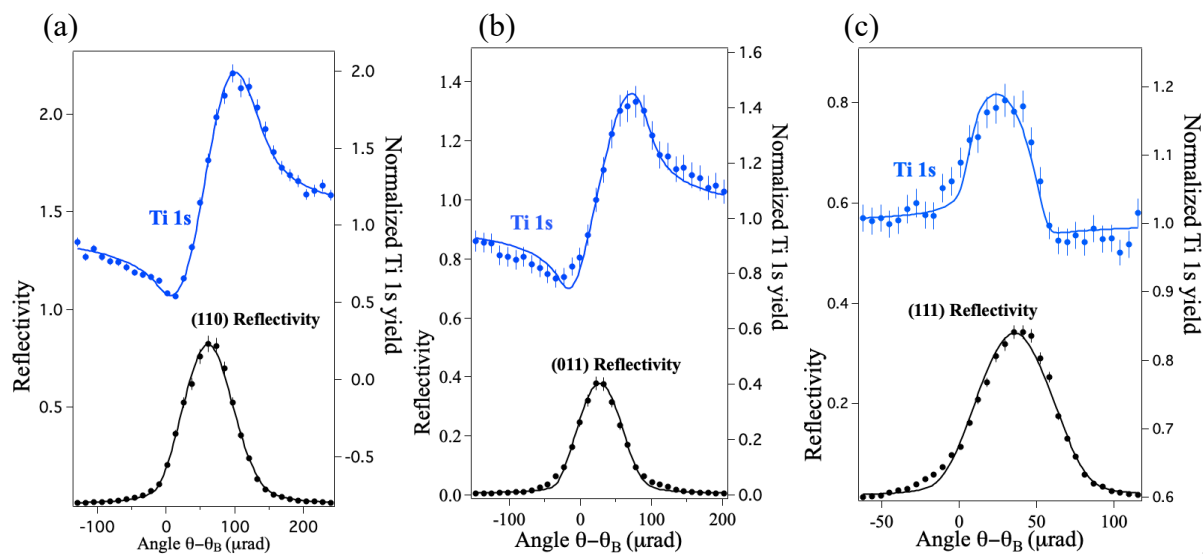 (a)
2.0
1.5
1.0
0.5
Reflectivity
Ti 1s
(110) Reflectivity
2.0
1.5
1.0
0.5
0.0
-0.5
Normalized Ti 1s yield
-100
0
100
200
Angle θ−θB (μrad)
(b)
1.4
1.2
1.0
0.8
0.6
0.4
0.2
0.0
Reflectivity
Ti 1s
(011) Reflectivity
1.6
1.4
1.2
1.0
0.8
0.6
0.4
0.2
0.0
Normalized Ti 1s yield
-100
0
100
200
Angle θ−θB (μrad)
(c)
0.8
0.6
0.4
0.2
Reflectivity
Ti 1s
(111) Reflectivity
1.2
1.1
1.0
0.9
0.8
0.7
0.6
Normalized Ti 1s yield
-50
0
50
100
Angle θ−θB (μrad)